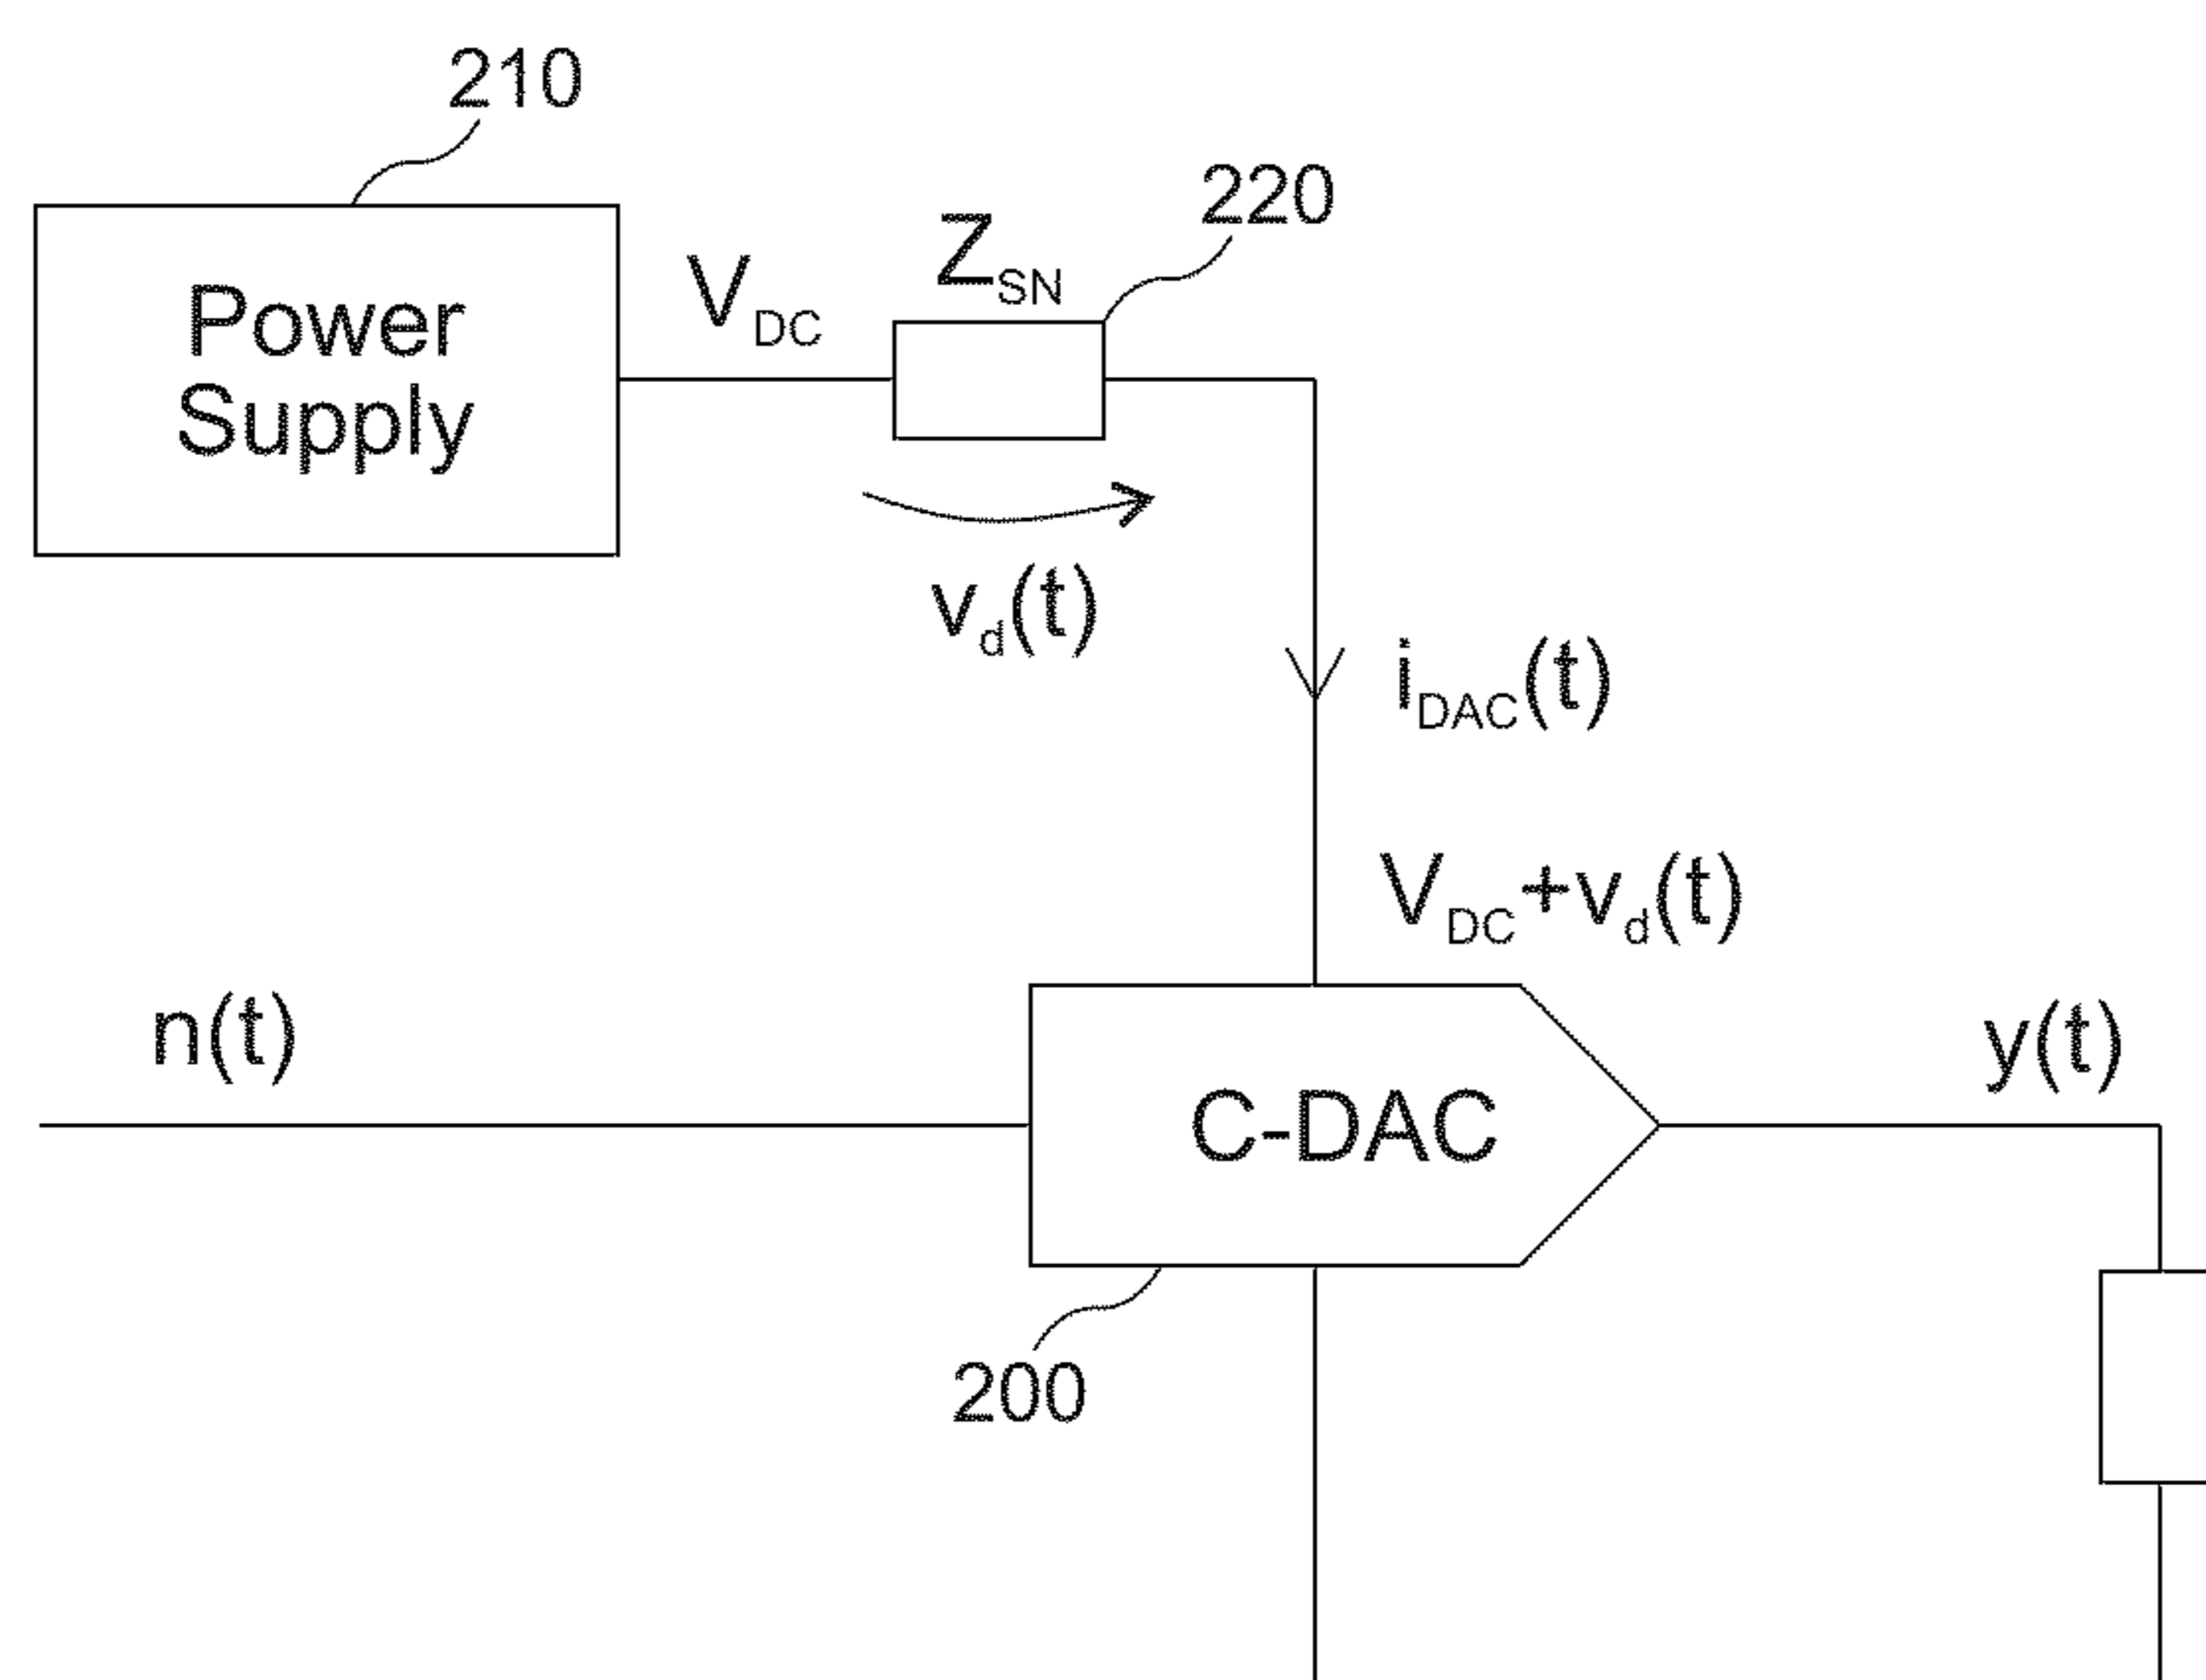 210
220
Z_SN
V_DC
Power
Supply
v_d(t)
i_DAC(t)
V_DC+v_d(t)
n(t)
y(t)
C-DAC
200